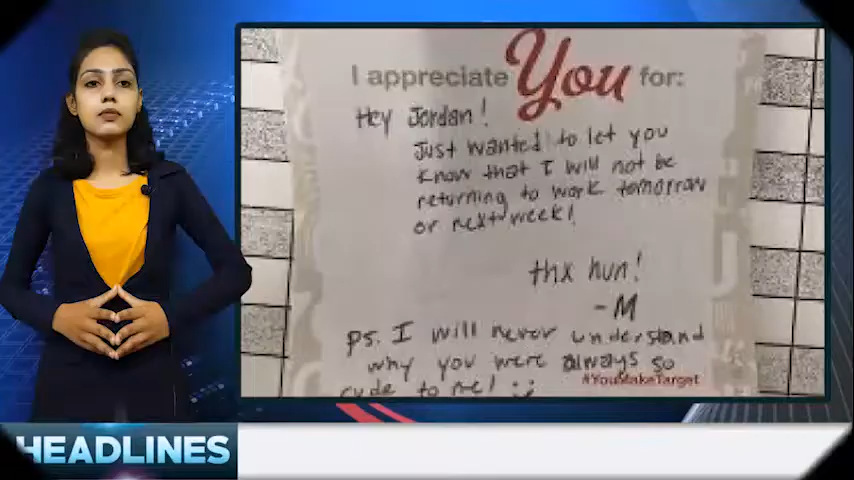 I appreciate You for:
Hey Jordan!
Just wanted to let you
know that I will not be
returning to work tomorrow
or next week!
thx hun!
-M
Ps. I will never understand
why you were always so
rude to me! :)
#YouMakeTarget
HEADLINES